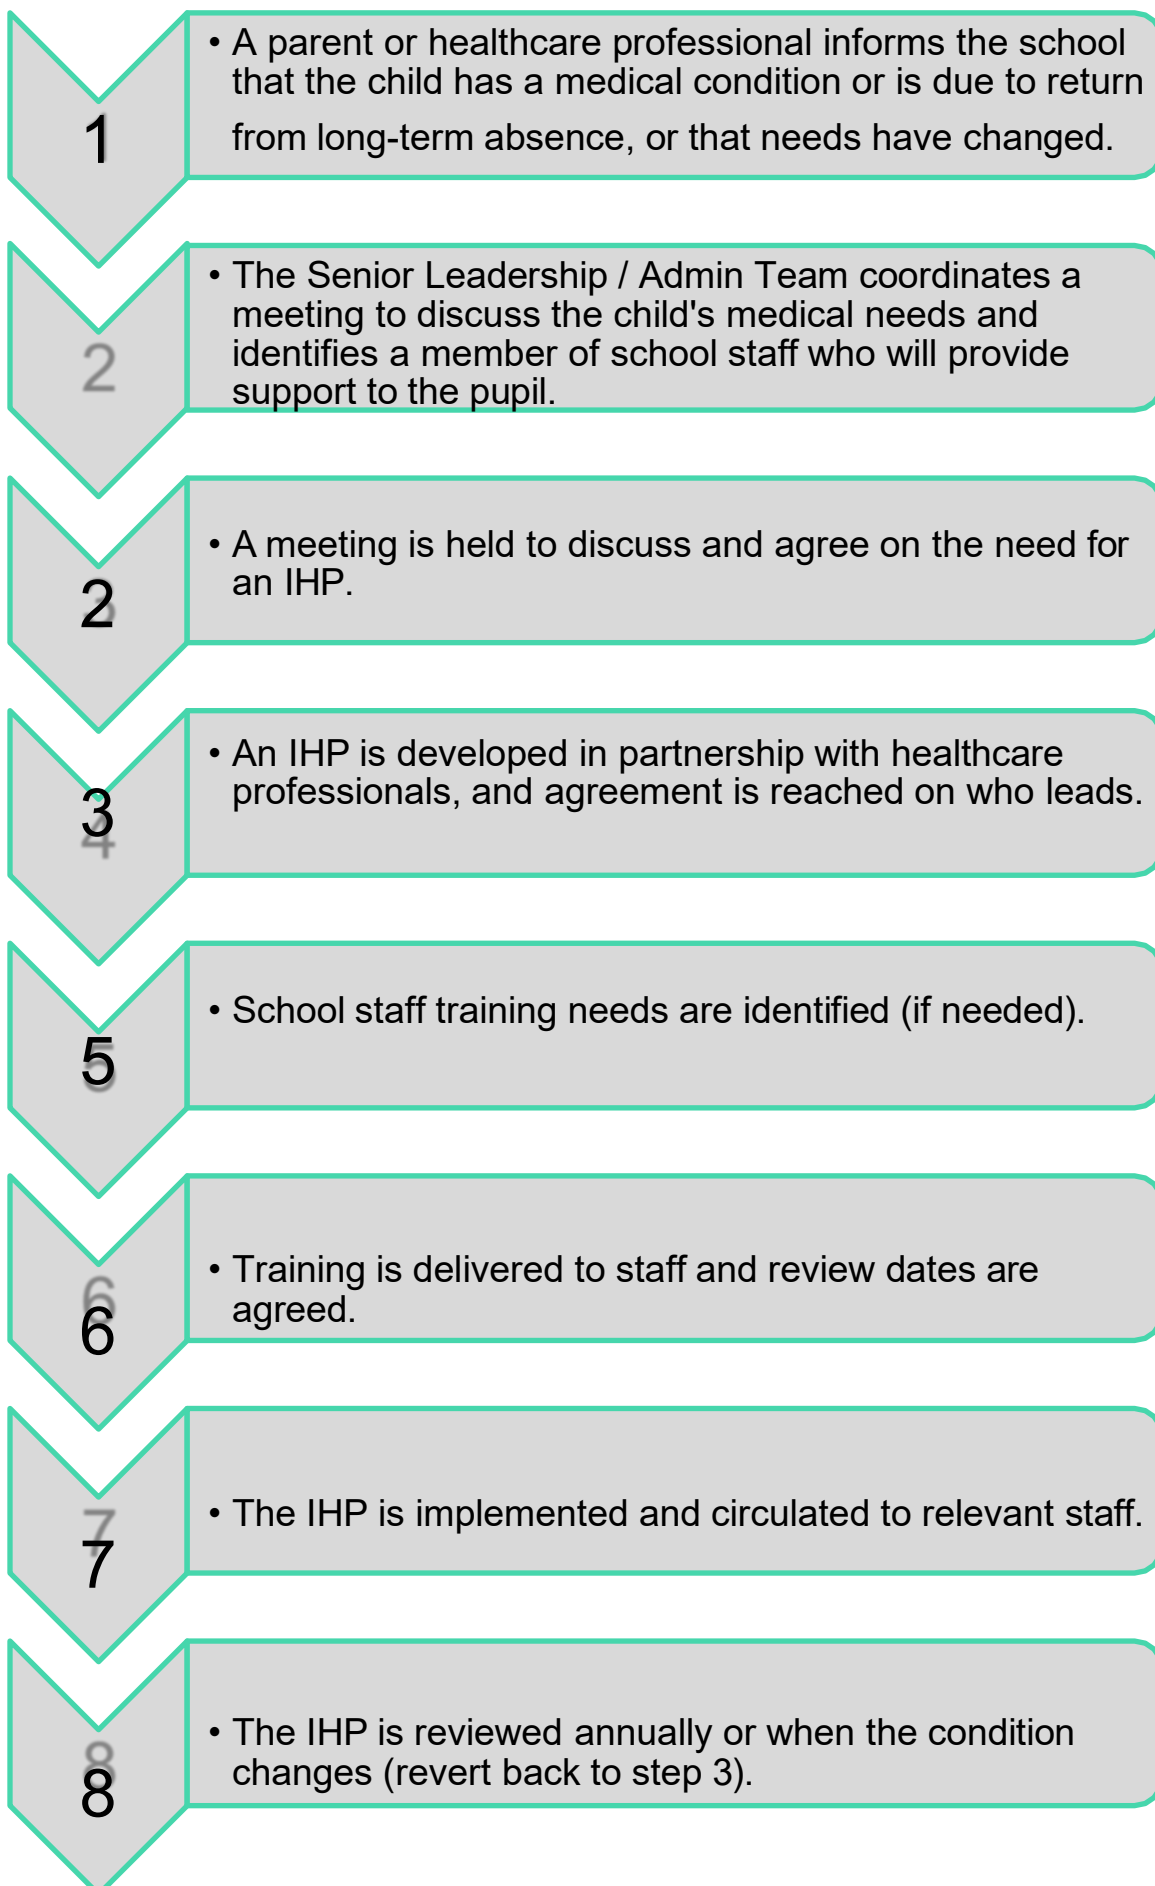 1
• A parent or healthcare professional informs the school
that the child has a medical condition or is due to return
from long-term absence, or that needs have changed.
2
• The Senior Leadership / Admin Team coordinates a
meeting to discuss the child's medical needs and
identifies a member of school staff who will provide
support to the pupil.
2
• A meeting is held to discuss and agree on the need for
an IHP.
3
4
• An IHP is developed in partnership with healthcare
professionals, and agreement is reached on who leads.
5
5
• School staff training needs are identified (if needed).
6
6
• Training is delivered to staff and review dates are
agreed.
7
7
• The IHP is implemented and circulated to relevant staff.
8
8
• The IHP is reviewed annually or when the condition
changes (revert back to step 3).